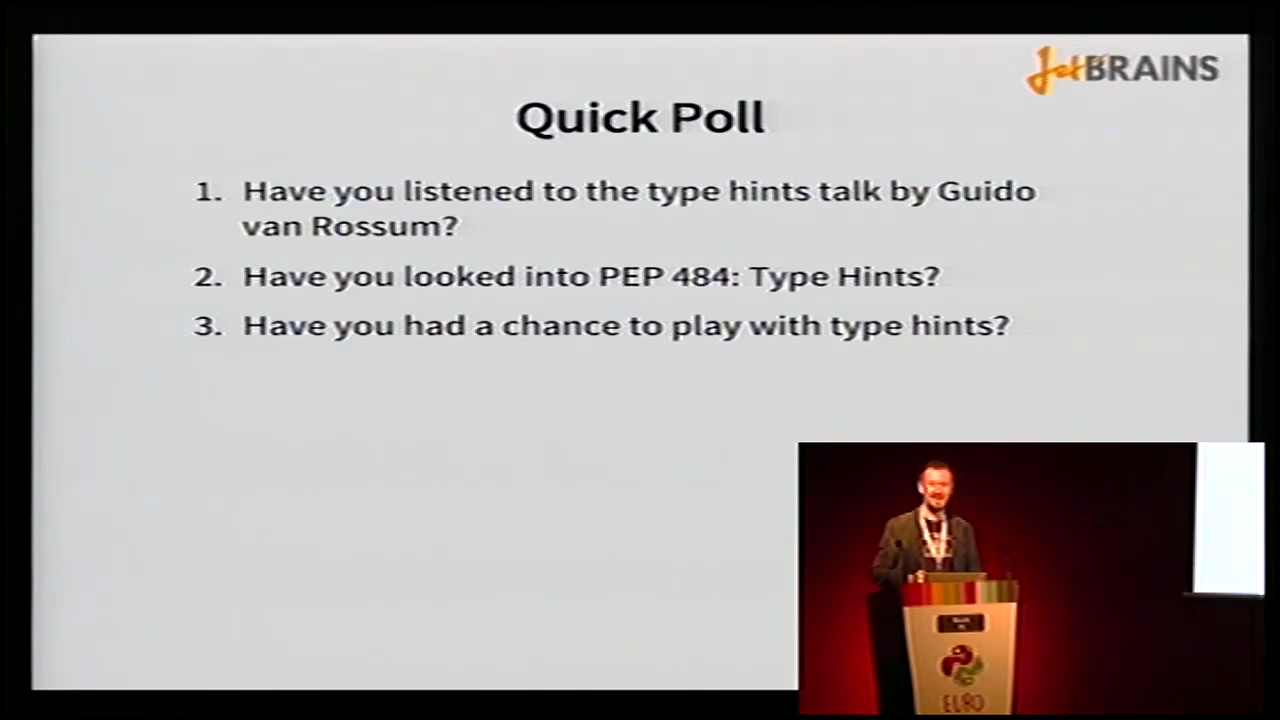 JetBRAINS
Quick Poll
1. Have you listened to the type hints talk by Guido
van Rossum?
2. Have you looked into PEP 484: Type Hints?
3. Have you had a chance to play with type hints?
EURO